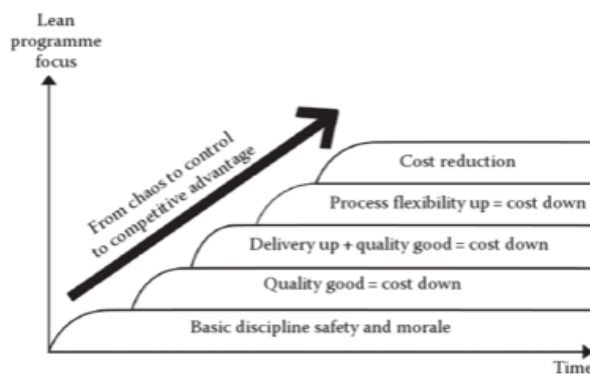 Lean
programme
focus
From chaos to control
to competitive advantage
Cost reduction
Process flexibility up = cost down
Delivery up + quality good = cost down
Quality good = cost down
Basic discipline safety and morale
Time